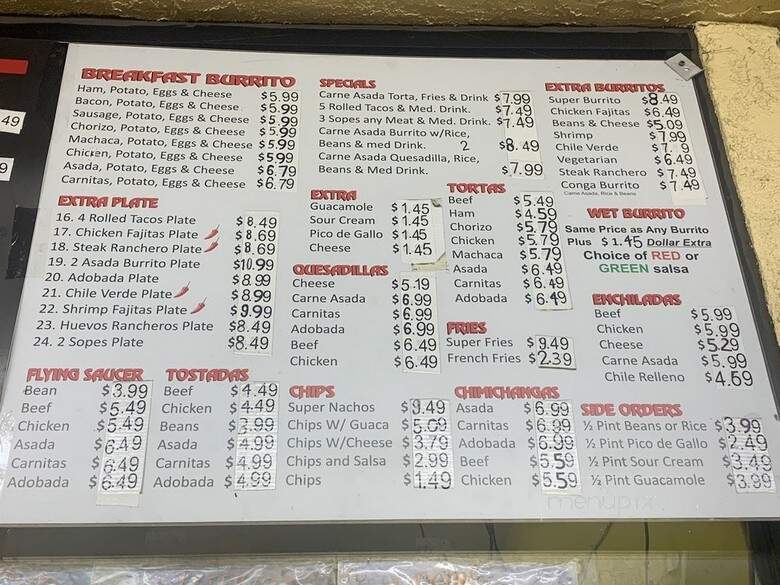 BREAKFAST BURRITO
Ham, Potato, Eggs & Cheese $5.99
Bacon, Potato, Eggs & Cheese $5.99
Sausage, Potato, Eggs & Cheese $5.99
Chorizo, Potato, Eggs & Cheese $5.99
Machaca, Potato, Eggs & Cheese $5.99
Chicken, Potato, Eggs & Cheese $5.99
Asada, Potato, Eggs & Cheese $6.79
Carnitas, Potato, Eggs & Cheese $6.79
EXTRA PLATE
16. 4 Rolled Tacos Plate $8.49
17. Chicken Fajitas Plate $8.69
18. Steak Ranchero Plate $8.69
19. 2 Asada Burrito Plate $10.99
20. Adobada Plate $8.99
21. Chile Verde Plate $8.99
22. Shrimp Fajitas Plate $9.99
23. Huevos Rancheros Plate $8.49
24. 2 Sopes Plate $8.49
SPECIALS
Carne Asada Torta, Fries & Drink $7.99
5 Rolled Tacos & Med. Drink. $7.49
3 Sopes any Meat & Med. Drink. $7.49
Carne Asada Burrito w/Rice,
Beans & med Drink. 2 $8.49
Carne Asada Quesadilla, Rice,
Beans & Med Drink. $7.99
EXTRA
Guacamole $1.45
Sour Cream $1.45
Pico de Gallo $1.45
Cheese $1.45
QUESADILLAS
Cheese $5.19
Carne Asada $6.99
Carnitas $6.99
Adobada $6.99
Beef $6.49
Chicken $6.49
TORTAS
Beef $5.49
Ham $4.59
Chorizo $5.79
Chicken $5.79
Machaca $5.79
Asada $6.49
Carnitas $6.49
Adobada $6.49
FRIES
Super Fries $9.49
French Fries $2.39
EXTRA BURRITOS
Super Burrito $8.49
Chicken Fajitas $6.49
Beans & Cheese $5.09
Shrimp $7.99
Chile Verde $7. 9
Vegetarian $6.49
Steak Ranchero $7.49
Conga Burrito $7.49
Carne Asada, Rice & Beans
WET BURRITO
Same Price as Any Burrito
Plus $1.45 Dollar Extra
Choice of RED or
GREEN salsa
ENCHILADAS
Beef $5.99
Chicken $5.99
Cheese $5.29
Carne Asada $5.99
Chile Relleno $4.69
FLYING SAUCER
Bean $3.99
Beef $5.49
Chicken $5.49
Asada $6.49
Carnitas $6.49
Adobada $6.49
TOSTADAS
Beef $4.49
Chicken $4.49
Beans $3.99
Asada $4.99
Carnitas $4.99
Adobada $4.99
CHIPS
Super Nachos $9.49
Chips W/ Guaca $5.09
Chips W/Cheese $3.79
Chips and Salsa $2.99
Chips $1.49
CHIMICHANGAS
Asada $6.99
Carnitas $6.99
Adobada $6.99
Beef $5.59
Chicken $5.59
SIDE ORDERS
½ Pint Beans or Rice $3.99
½ Pint Pico de Gallo $2.49
½ Pint Sour Cream $3.49
½ Pint Guacamole $3.99
49
9
menupix